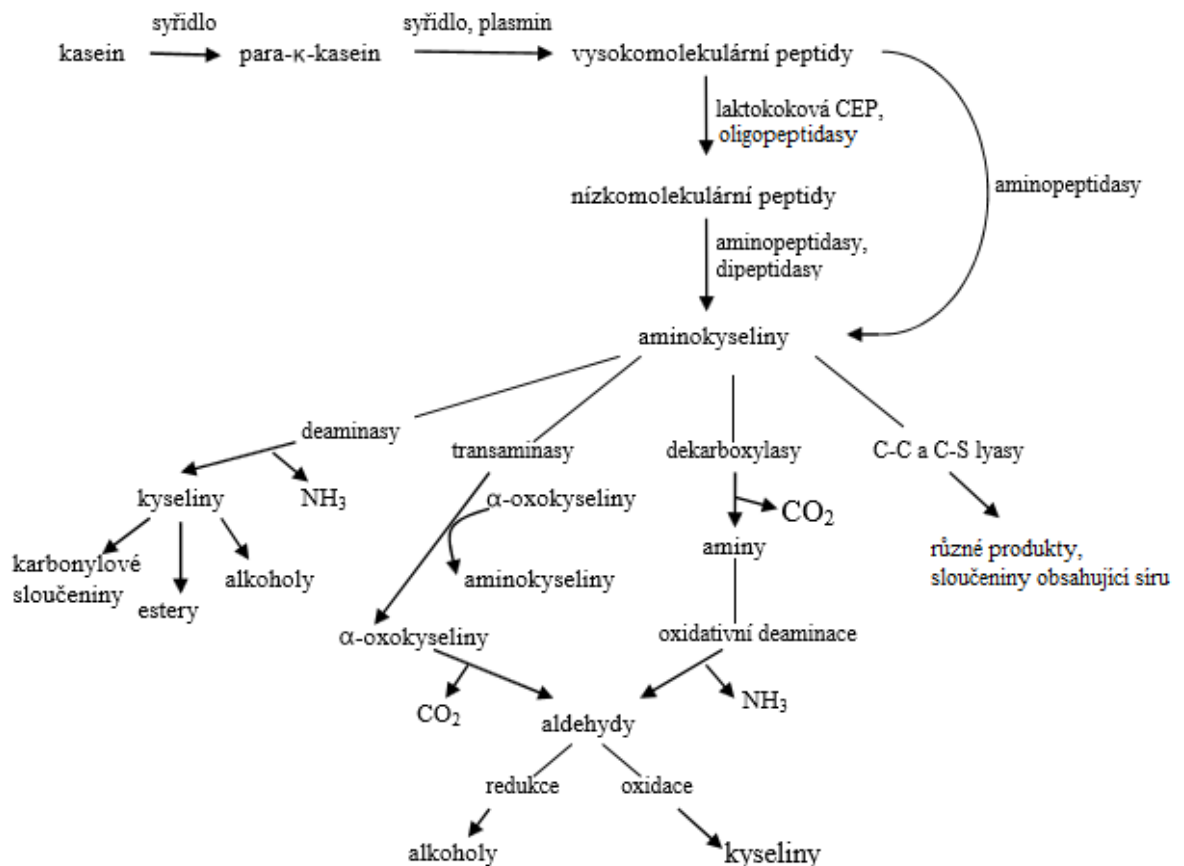 syřidlo
syřidlo, plasmin
kasein
para-κ-kasein
vysokomolekulární peptidy
laktokoková CEP,
oligopeptidasy
aminopeptidasy
nízkomolekulární peptidy
aminopeptidasy,
dipeptidasy
aminokyseliny
deaminasy
transaminasy
dekarboxylasy
C-C a C-S lyasy
kyseliny
NH₃
α-oxokyseliny
CO₂
karbonylové
sloučeniny
estery
alkoholy
aminokyseliny
aminy
různé produkty,
sloučeniny obsahující síru
α-oxokyseliny
oxidativní deaminace
CO₂
aldehydy
NH₃
redukce
oxidace
alkoholy
kyseliny